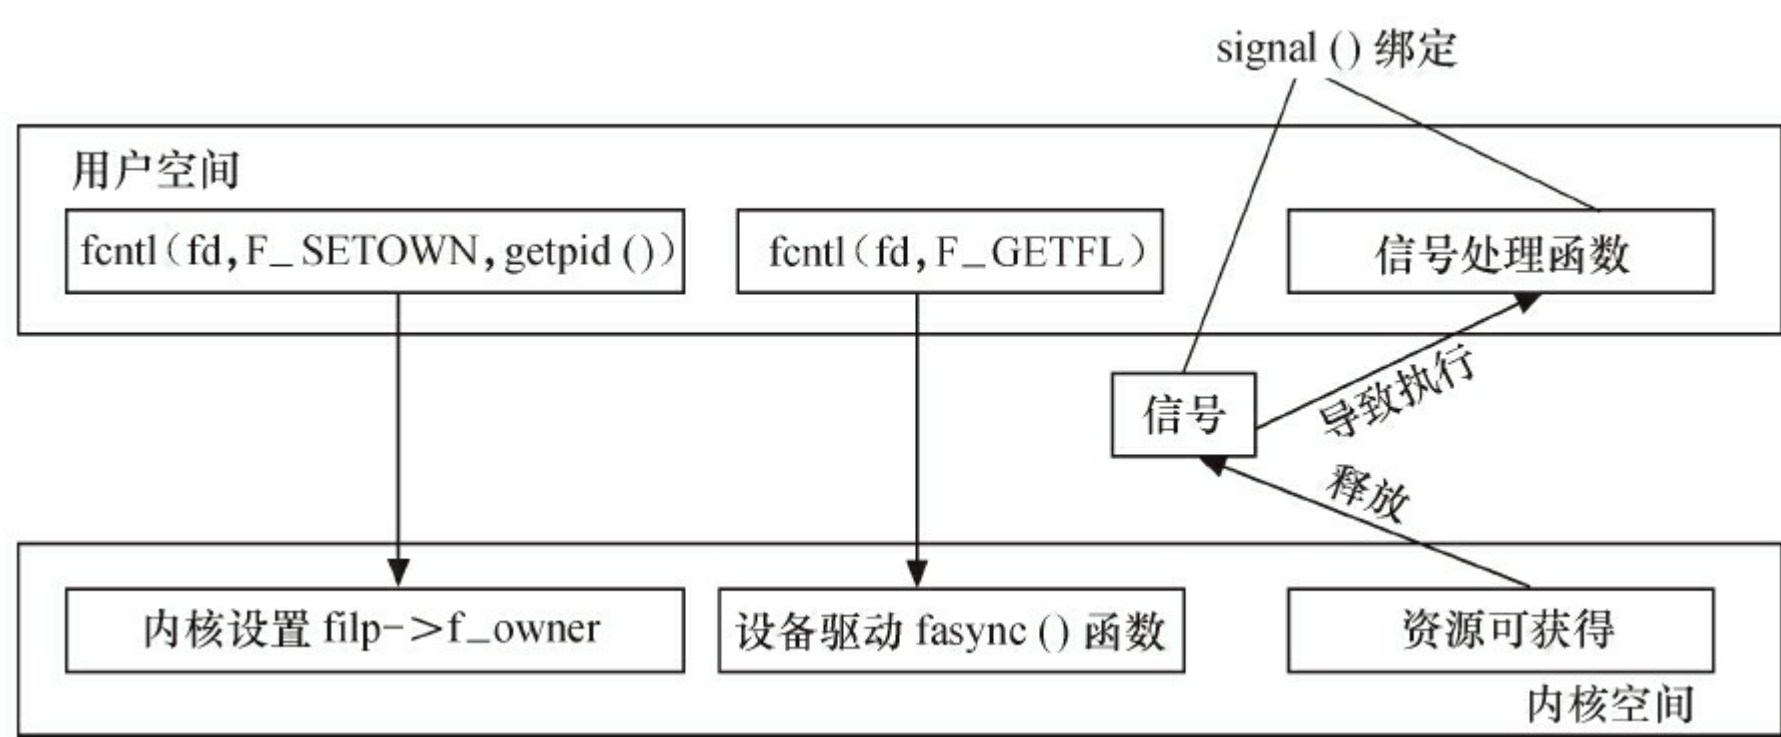 signal () 绑定
用户空间
fcntl(fd,F_SETOWN,getpid ())
fcntl(fd,F_GETFL)
信号处理函数
信号
导致执行
释放
内核设置 filp->f_owner
设备驱动 fasync () 函数
资源可获得
内核空间